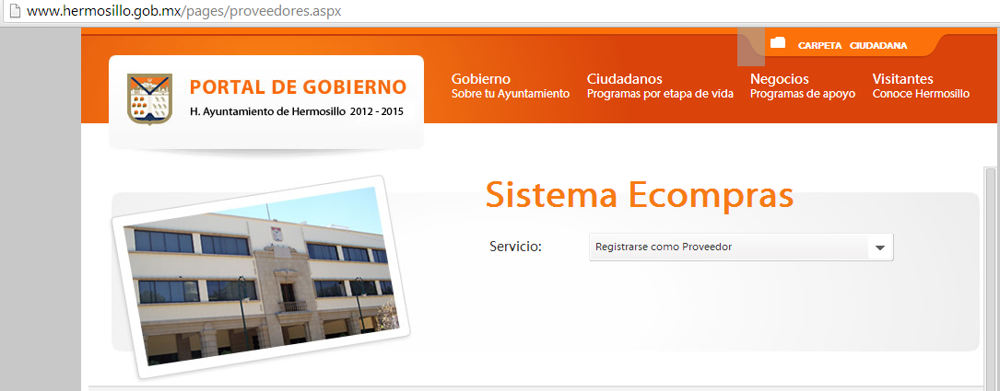 www.hermosillo.gob.mx/pages/proveedores.aspx
CARPETA CIUDADANA
PORTAL DE GOBIERNO
H. Ayuntamiento de Hermosillo 2012 - 2015
Gobierno
Sobre tu Ayuntamiento
Ciudadanos
Programas por etapa de vida
Negocios
Programas de apoyo
Visitantes
Conoce Hermosillo
Sistema Ecompras
Servicio:
Registrarse como Proveedor